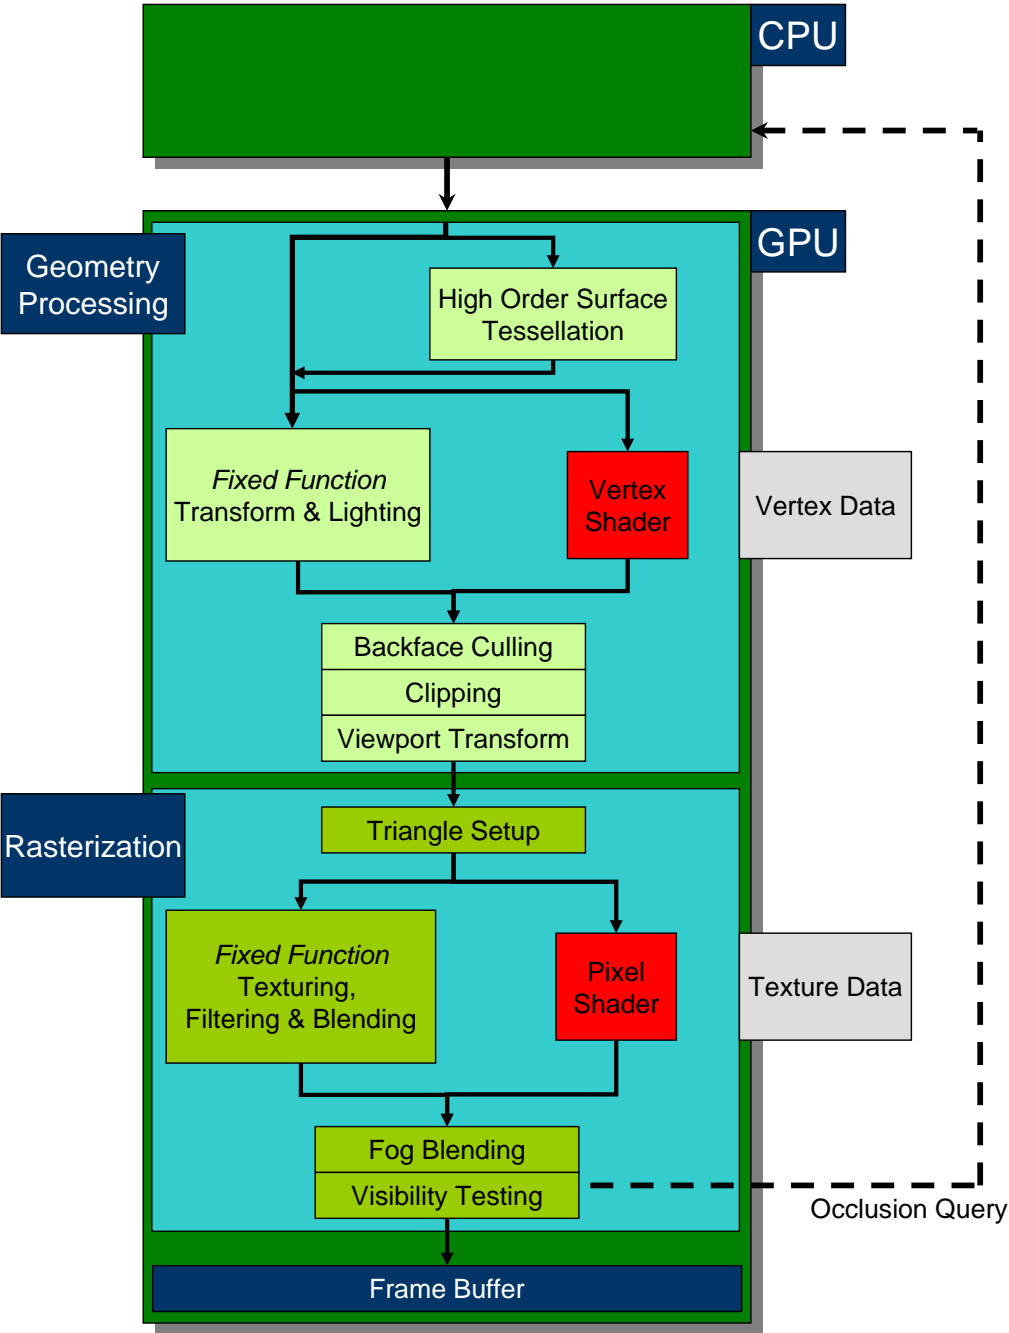 CPU
GPU
Geometry
Processing
High Order Surface
Tessellation
Fixed Function
Transform & Lighting
Vertex
Shader
Vertex Data
Backface Culling
Clipping
Viewport Transform
Rasterization
Triangle Setup
Fixed Function
Texturing,
Filtering & Blending
Pixel
Shader
Texture Data
Fog Blending
Visibility Testing
Occlusion Query
Frame Buffer